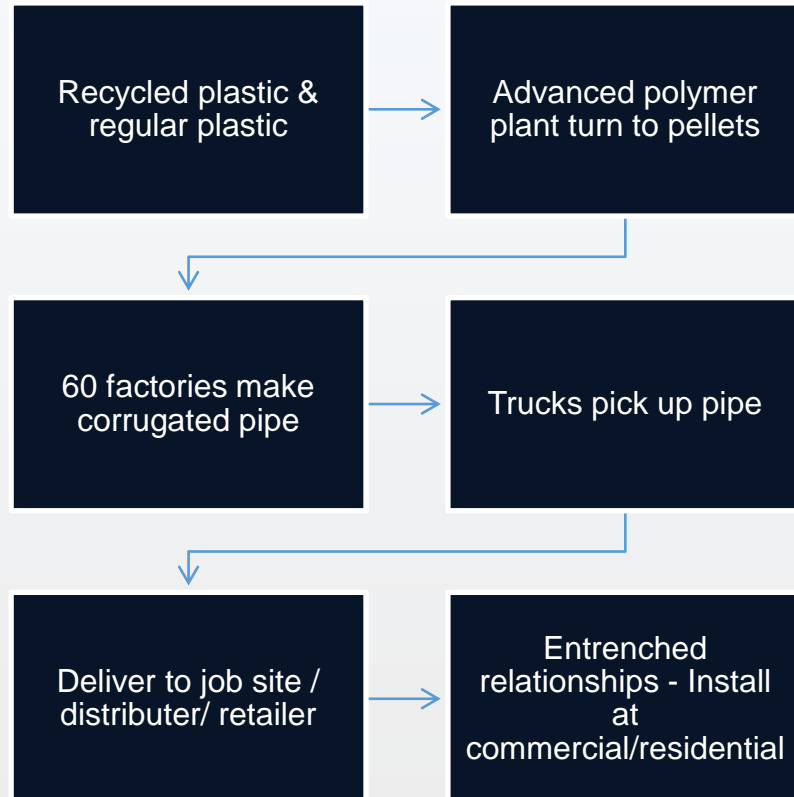 Recycled plastic &
regular plastic
Advanced polymer
plant turn to pellets
60 factories make
corrugated pipe
Trucks pick up pipe
Deliver to job site /
distributer/ retailer
Entrenched
relationships - Install
at
commercial/residential